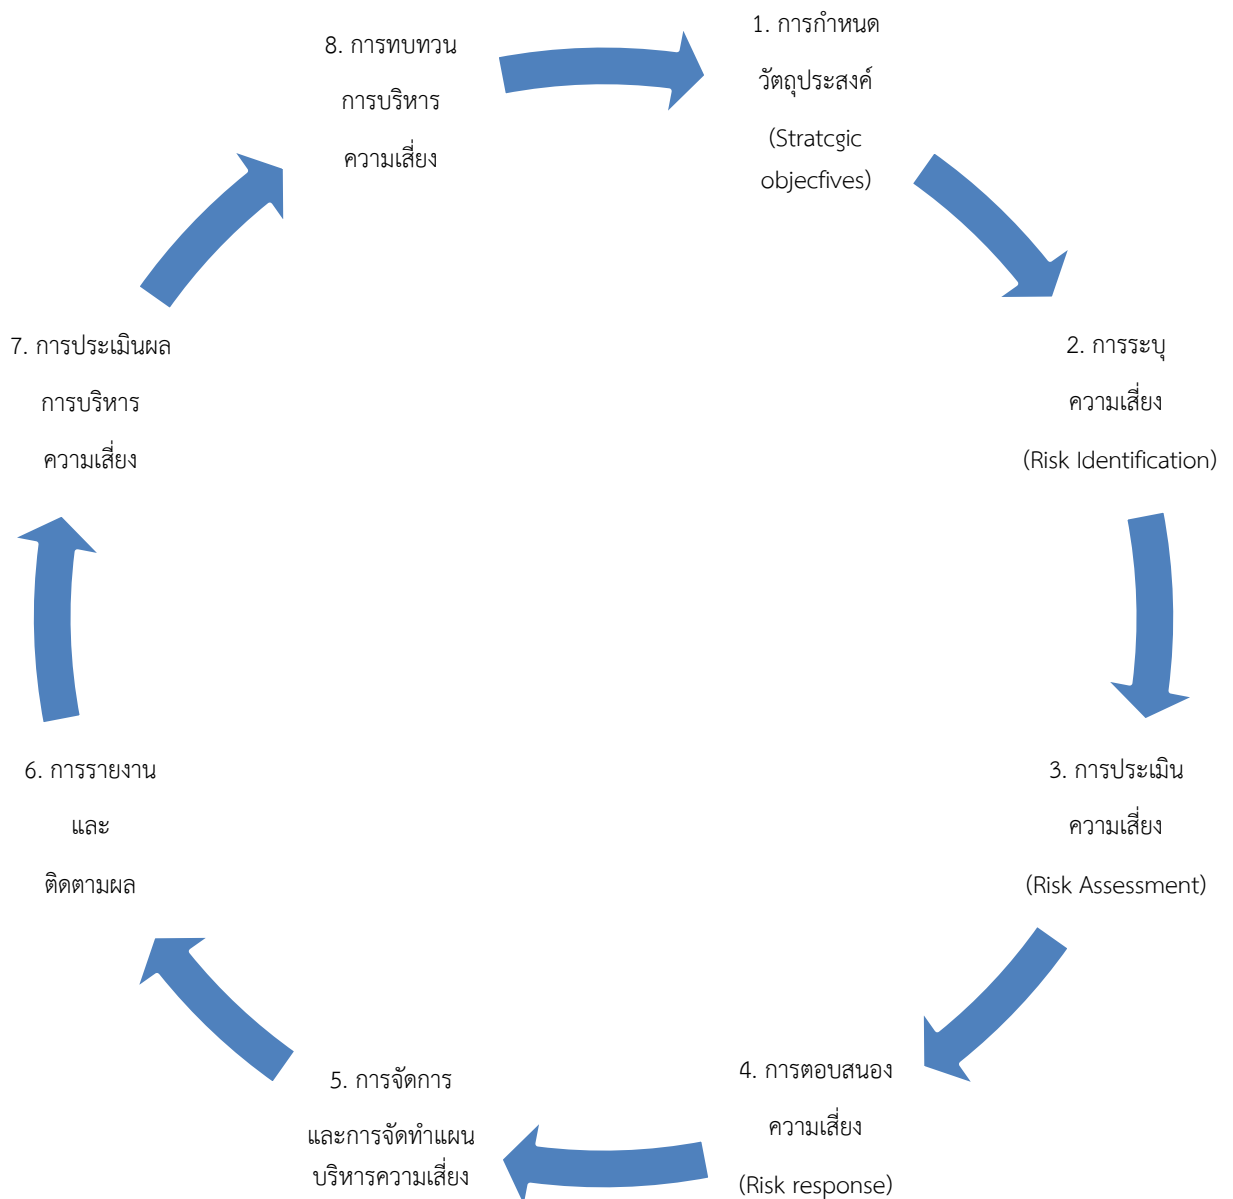 1. การกำหนด
วัตถุประสงค์
(Stratcgic
objecfives)
2. การระบุ
ความเสี่ยง
(Risk Identification)
3. การประเมิน
ความเสี่ยง
(Risk Assessment)
4. การตอบสนอง
ความเสี่ยง
(Risk response)
5. การจัดการ
และการจัดทำแผน
บริหารความเสี่ยง
6. การรายงาน
และ
ติดตามผล
7. การประเมินผล
การบริหาร
ความเสี่ยง
8. การทบทวน
การบริหาร
ความเสี่ยง